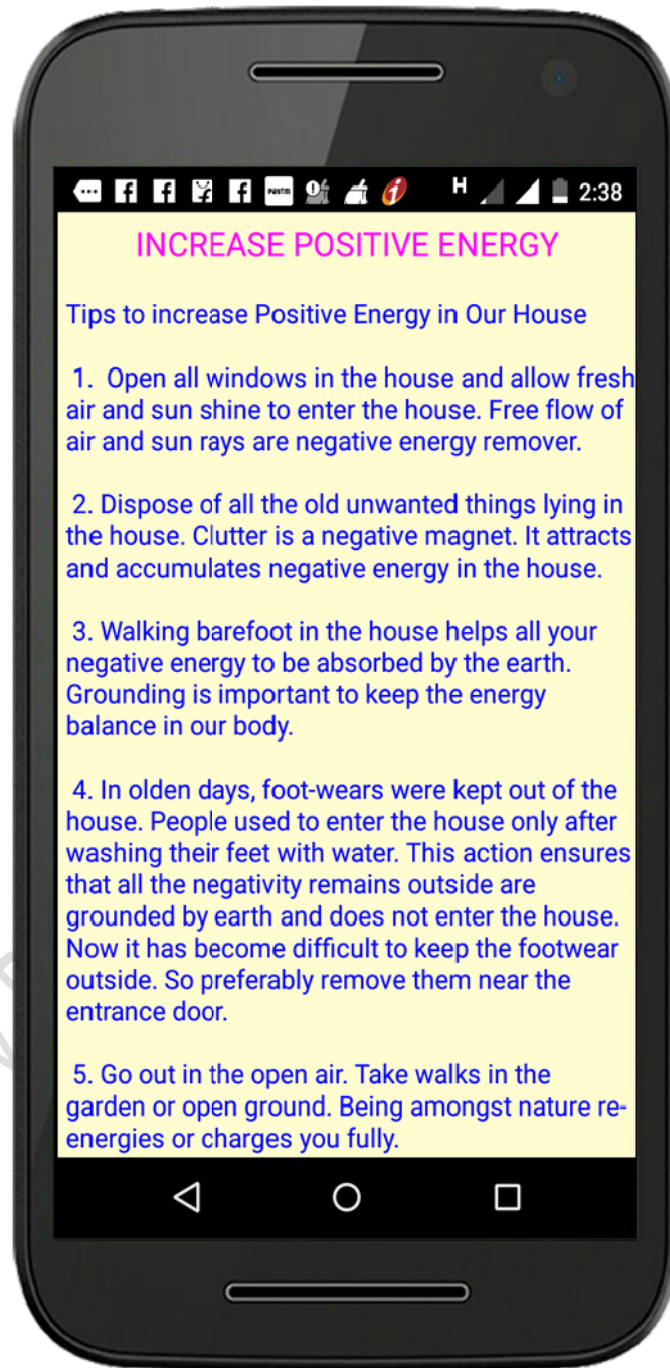 H 2:38
INCREASE POSITIVE ENERGY
Tips to increase Positive Energy in Our House
1. Open all windows in the house and allow fresh
air and sun shine to enter the house. Free flow of
air and sun rays are negative energy remover.
2. Dispose of all the old unwanted things lying in
the house. Clutter is a negative magnet. It attracts
and accumulates negative energy in the house.
3. Walking barefoot in the house helps all your
negative energy to be absorbed by the earth.
Grounding is important to keep the energy
balance in our body.
4. In olden days, foot-wears were kept out of the
house. People used to enter the house only after
washing their feet with water. This action ensures
that all the negativity remains outside are
grounded by earth and does not enter the house.
Now it has become difficult to keep the footwear
outside. So preferably remove them near the
entrance door.
5. Go out in the open air. Take walks in the
garden or open ground. Being amongst nature re-
energies or charges you fully.